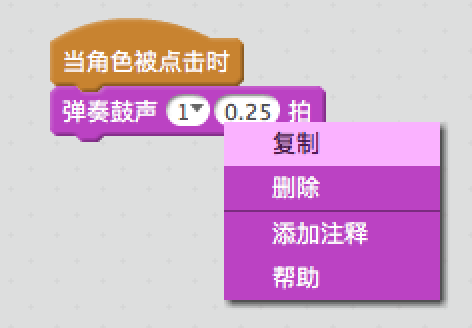 当角色被点击时
弹奏鼓声 1 0.25 拍
复制
删除
添加注释
帮助